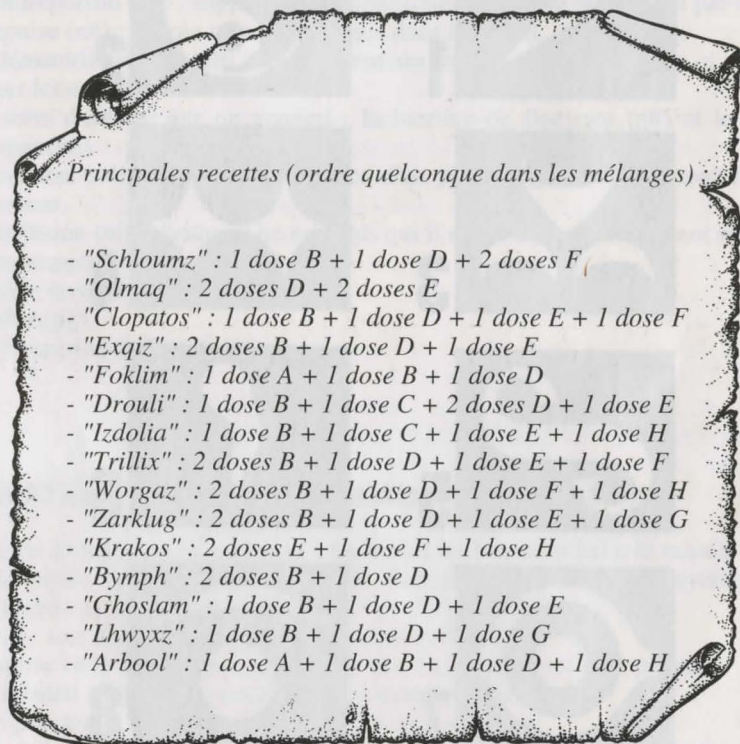 Principales recettes (ordre quelconque dans les mélanges) :
- "Schloumz" : 1 dose B + 1 dose D + 2 doses F
- "Olmaq" : 2 doses D + 2 doses E
- "Clopatos" : 1 dose B + 1 dose D + 1 dose E + 1 dose F
- "Exqiz" : 2 doses B + 1 dose D + 1 dose E
- "Foklim" : 1 dose A + 1 dose B + 1 dose D
- "Drouli" : 1 dose B + 1 dose C + 2 doses D + 1 dose E
- "Izdolia" : 1 dose B + 1 dose C + 1 dose E + 1 dose H
- "Trillix" : 2 doses B + 1 dose D + 1 dose E + 1 dose F
- "Worgaz" : 2 doses B + 1 dose D + 1 dose F + 1 dose H
- "Zarklug" : 2 doses B + 1 dose D + 1 dose E + 1 dose G
- "Krakos" : 2 doses E + 1 dose F + 1 dose H
- "Bymph" : 2 doses B + 1 dose D
- "Ghoslam" : 1 dose B + 1 dose D + 1 dose E
- "Lhwyxz" : 1 dose B + 1 dose D + 1 dose G
- "Arbool" : 1 dose A + 1 dose B + 1 dose D + 1 dose H